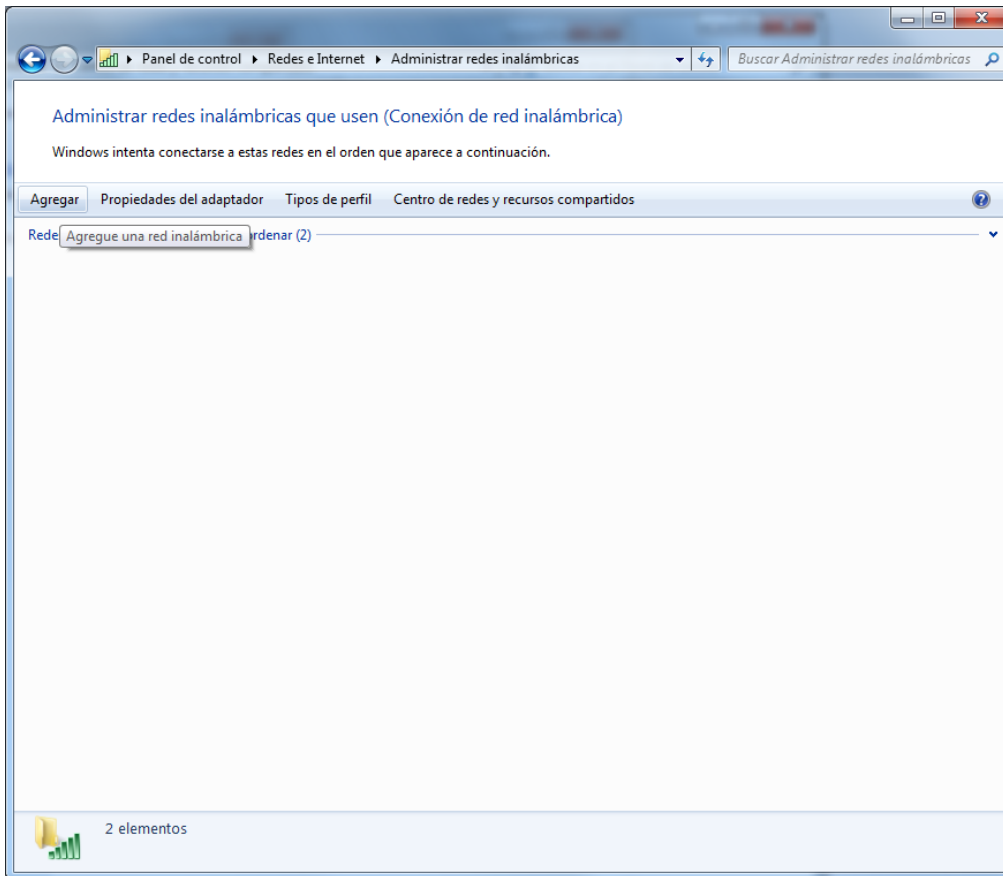 Panel de control Redes e Internet Administrar redes inalámbricas
Buscar Administrar redes inalámbricas
Administrar redes inalámbricas que usen (Conexión de red inalámbrica)
Windows intenta conectarse a estas redes en el orden que aparece a continuación.
Agregar Propiedades del adaptador Tipos de perfil Centro de redes y recursos compartidos
Agregue una red inalámbrica
(2)
2 elementos